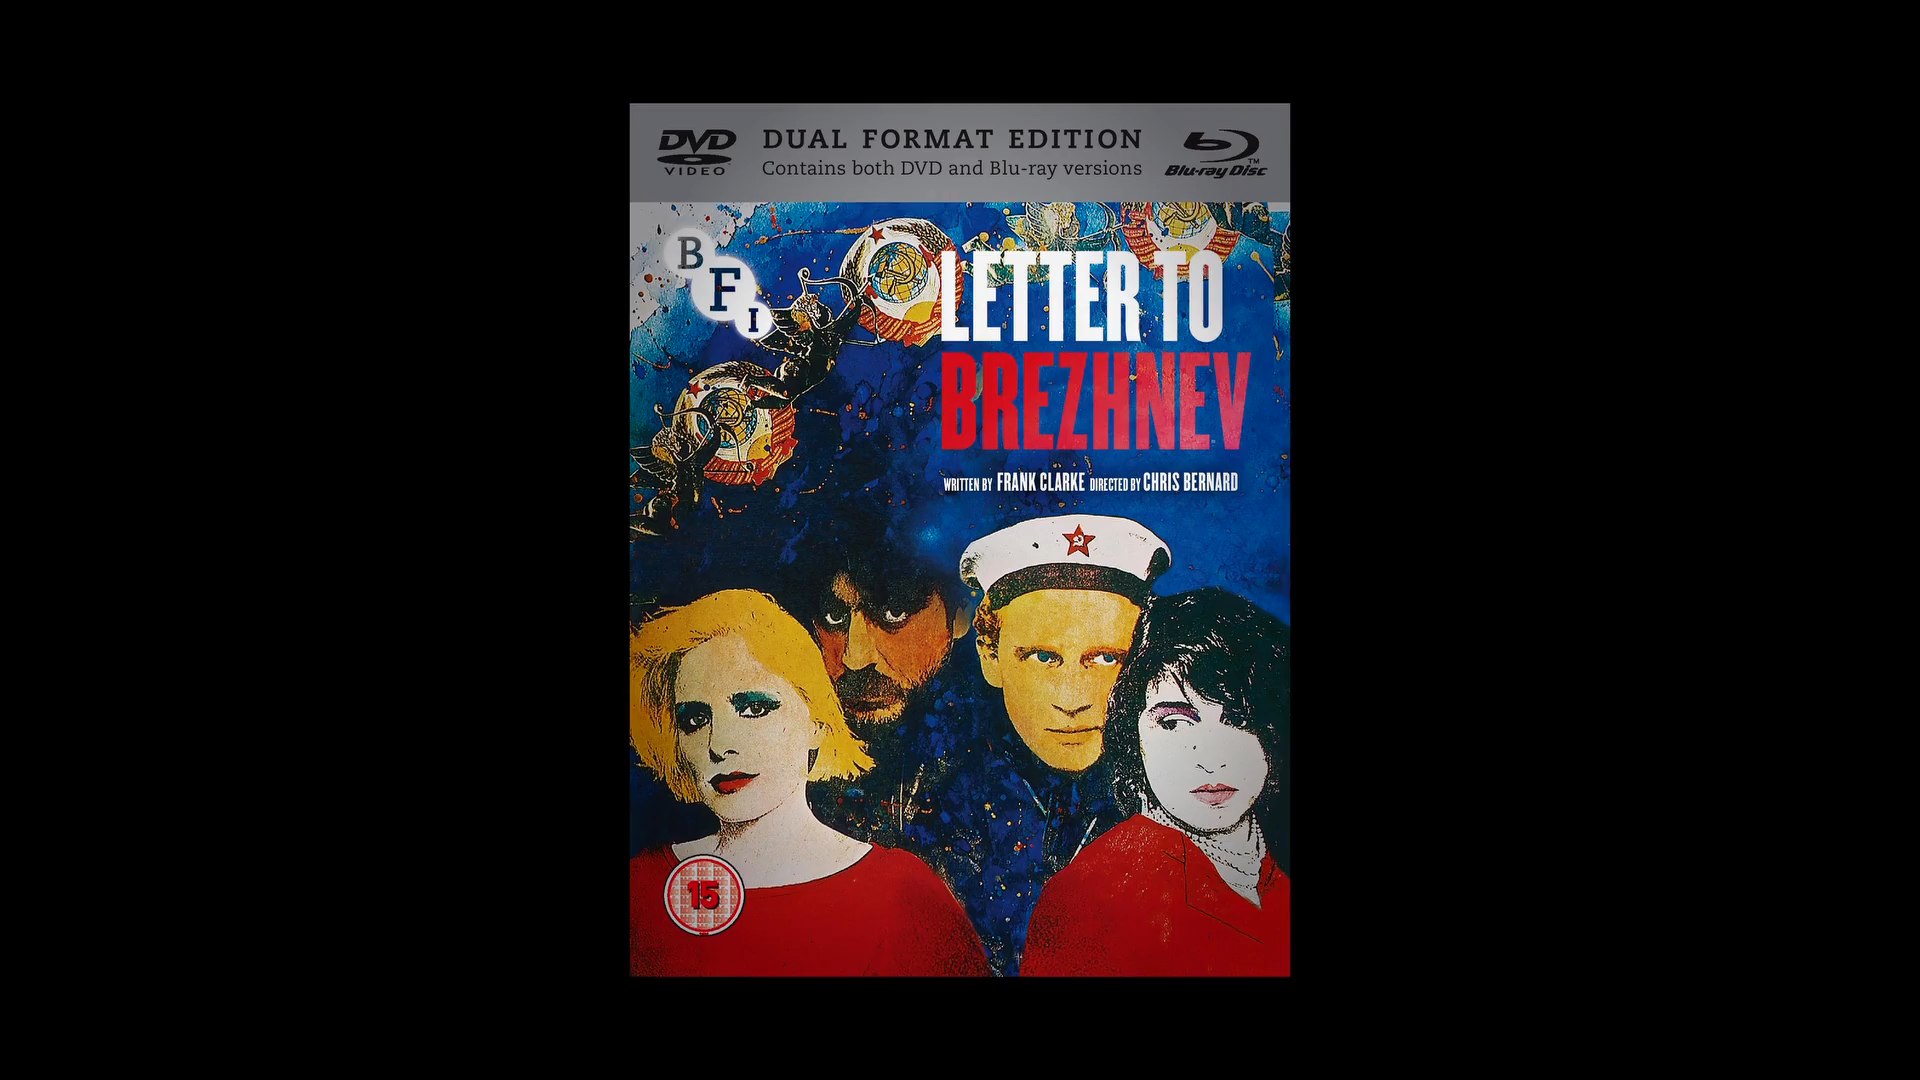 DVD VIDEO
DUAL FORMAT EDITION
Contains both DVD and Blu-ray versions
Blu-ray Disc™
BFI
LETTER TO
BREZHNEV
WRITTEN BY FRANK CLARKE DIRECTED BY CHRIS BERNARD
15